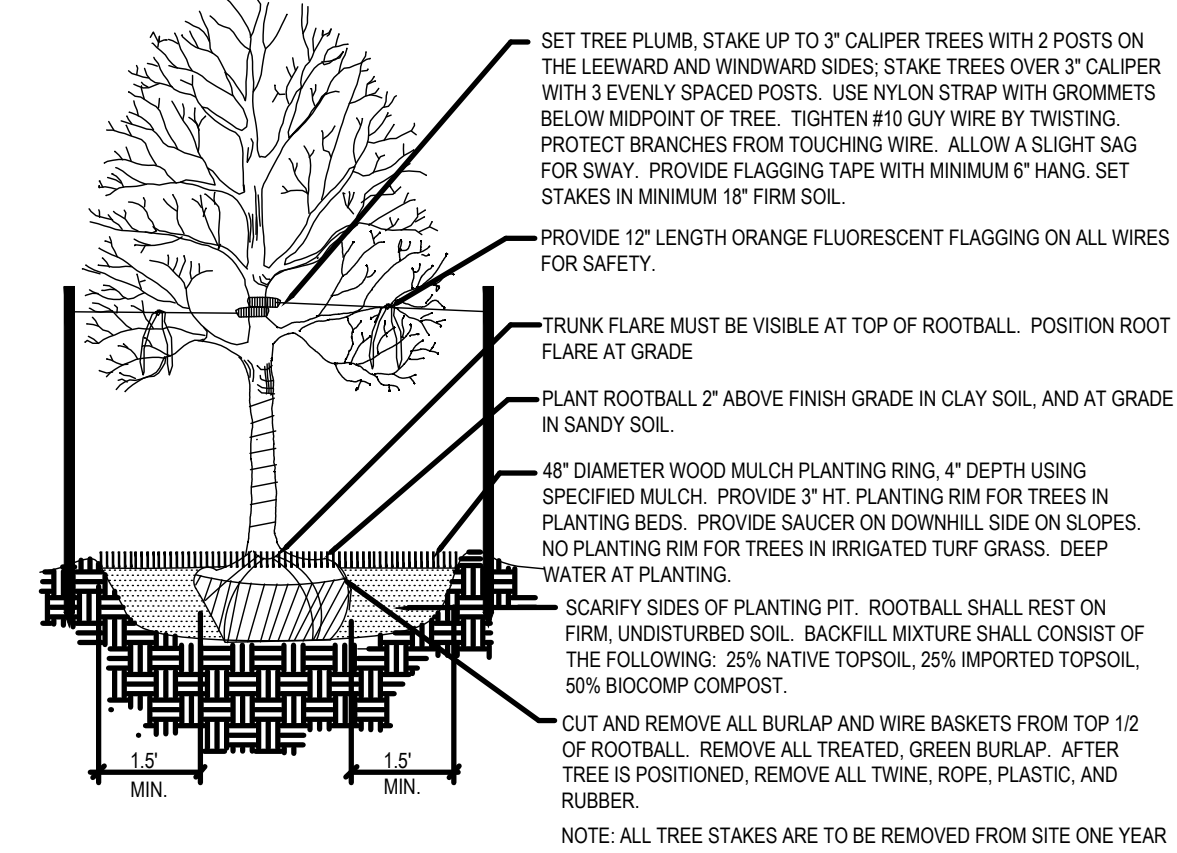 SET TREE PLUMB, STAKE UP TO 3" CALIPER TREES WITH 2 POSTS ON
THE LEEWARD AND WINDWARD SIDES; STAKE TREES OVER 3" CALIPER
WITH 3 EVENLY SPACED POSTS. USE NYLON STRAP WITH GROMMETS
BELOW MIDPOINT OF TREE. TIGHTEN #10 GUY WIRE BY TWISTING.
PROTECT BRANCHES FROM TOUCHING WIRE. ALLOW A SLIGHT SAG
FOR SWAY. PROVIDE FLAGGING TAPE WITH MINIMUM 6" HANG. SET
STAKES IN MINIMUM 18" FIRM SOIL.
PROVIDE 12" LENGTH ORANGE FLUORESCENT FLAGGING ON ALL WIRES
FOR SAFETY.
TRUNK FLARE MUST BE VISIBLE AT TOP OF ROOTBALL. POSITION ROOT
FLARE AT GRADE
PLANT ROOTBALL 2" ABOVE FINISH GRADE IN CLAY SOIL, AND AT GRADE
IN SANDY SOIL.
48" DIAMETER WOOD MULCH PLANTING RING, 4" DEPTH USING
SPECIFIED MULCH. PROVIDE 3" HT. PLANTING RIM FOR TREES IN
PLANTING BEDS. PROVIDE SAUCER ON DOWNHILL SIDE ON SLOPES.
NO PLANTING RIM FOR TREES IN IRRIGATED TURF GRASS. DEEP
WATER AT PLANTING.
SCARIFY SIDES OF PLANTING PIT. ROOTBALL SHALL REST ON
FIRM, UNDISTURBED SOIL. BACKFILL MIXTURE SHALL CONSIST OF
THE FOLLOWING: 25% NATIVE TOPSOIL, 25% IMPORTED TOPSOIL,
50% BIOCOMP COMPOST.
CUT AND REMOVE ALL BURLAP AND WIRE BASKETS FROM TOP 1/2
OF ROOTBALL. REMOVE ALL TREATED, GREEN BURLAP. AFTER
TREE IS POSITIONED, REMOVE ALL TWINE, ROPE, PLASTIC, AND
RUBBER.
1.5'
MIN.
1.5'
MIN.
NOTE: ALL TREE STAKES ARE TO BE REMOVED FROM SITE ONE YEAR